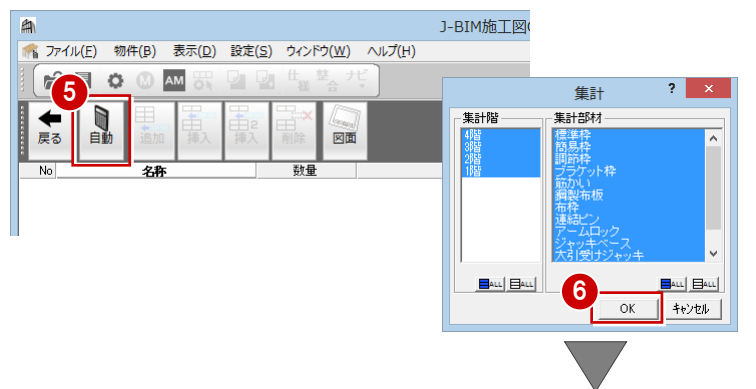 J-BIM施工図C
ファイル(F) 物件(B) 表示(D) 設定(S) ウィンドウ(W) ヘルプ(H)
AM 仕様 整合 ナビ
5
戻る 自動 追加 挿入 挿入 削除 図面
No 名称 数量
集計 ? ×
集計階 集計部材
4階
3階
2階
1階
標準枠
簡易枠
調節枠
ブラケット枠
筋かい
鋼製布板
布枠
連結ピン
アームロック
ジャッキベース
大引受けジャッキ
ALL ALL ALL ALL
6
OK キャンセル